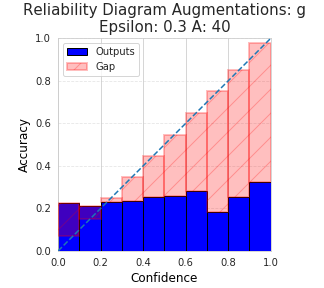 Reliability Diagram Augmentations: g
Epsilon: 0.3 A: 40
1.0
0.8
0.6
0.4
0.2
0.0
Accuracy
Outputs
Gap
0.0 0.2 0.4 0.6 0.8 1.0
Confidence